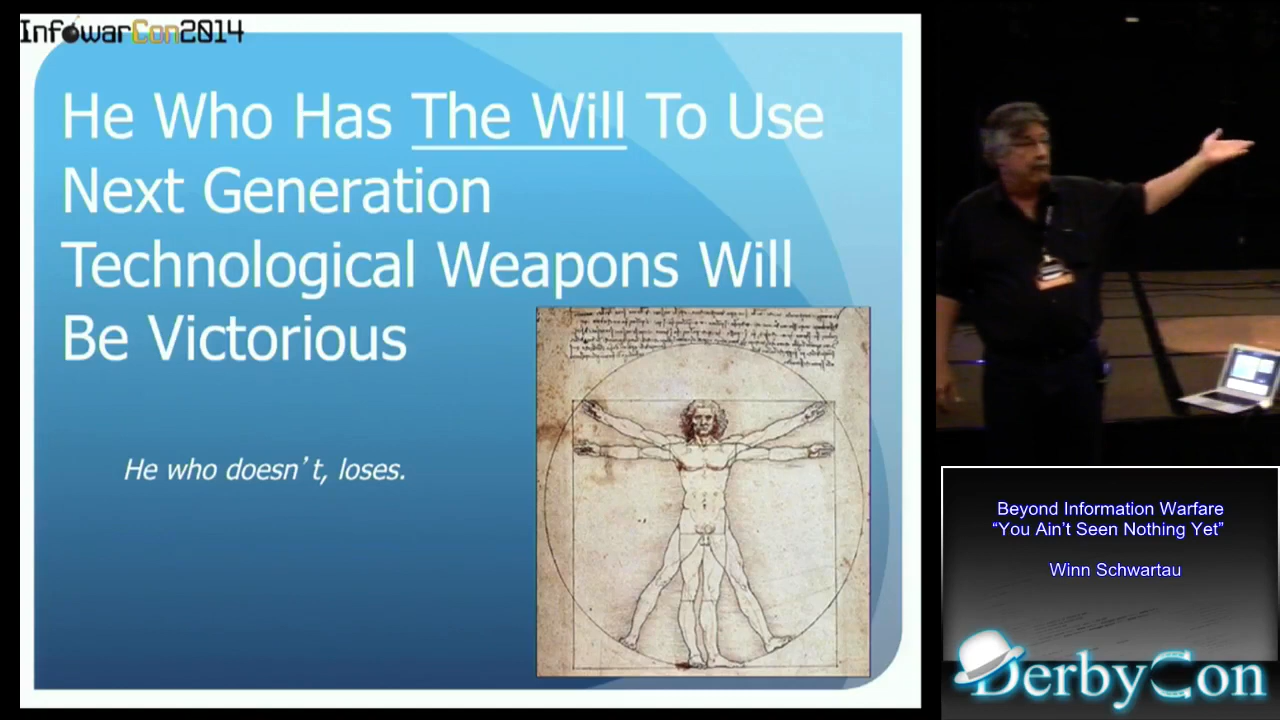 InfowarCon2014
He Who Has The Will To Use
Next Generation
Technological Weapons Will
Be Victorious
He who doesn't, loses.
Beyond Information Warfare
“You Ain't Seen Nothing Yet”
Winn Schwartau
DerbyCon